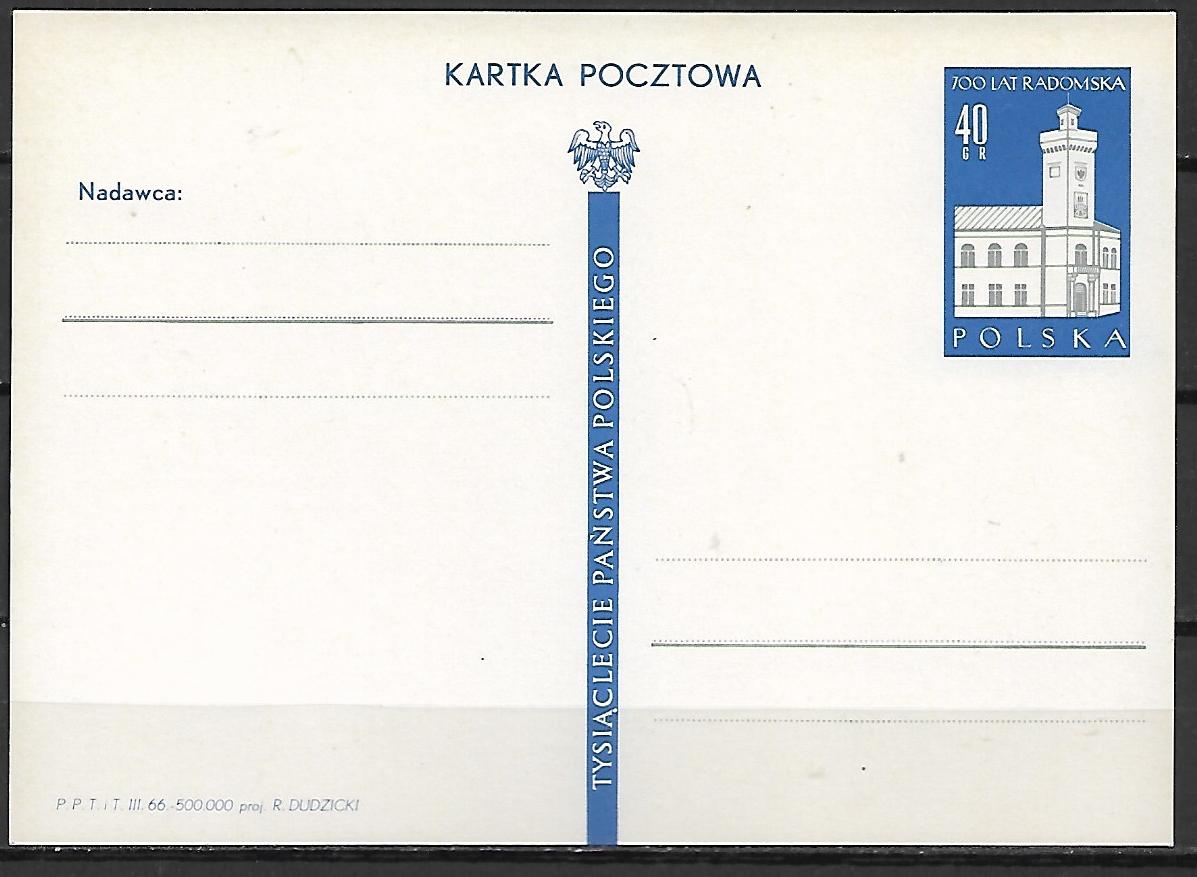 KARTKA POCZTOWA
700 LAT RADOMSKA
40
GR
POLSKA
Nadawca:
TYSIĄCLECIE PAŃSTWA POLSKIEGO
P. P. T. i T. III. 66.-500.000 proj. R. DUDZICKI